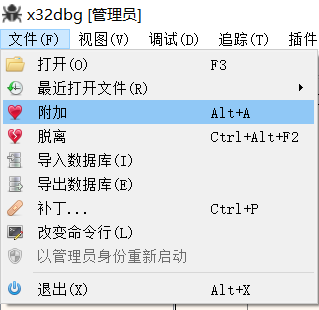 x32dbg [管理员]
文件(F) 视图(V) 调试(D) 追踪(T) 插件
打开(O) F3
最近打开文件(R)
附加 Alt+A
脱离 Ctrl+Alt+F2
导入数据库(I)
导出数据库(E)
补丁... Ctrl+P
改变命令行(L)
以管理员身份重新启动
退出(X) Alt+X